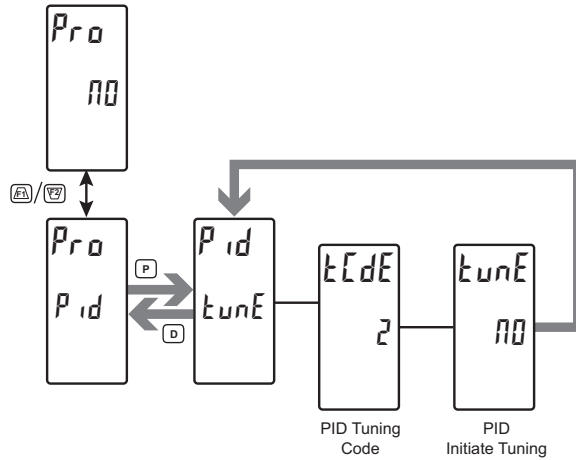 Pro
NO
F1/F2
Pro
Pid
P
D
Pid
tunE
tCdE
2
tunE
NO
PID Tuning
Code
PID
Initiate Tuning